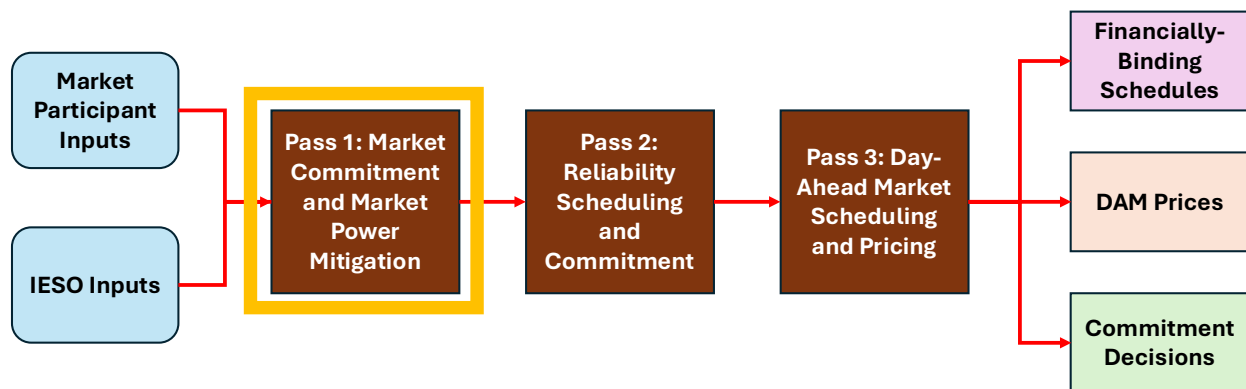 Market
Participant
Inputs
IESO Inputs
Pass 1: Market
Commitment
and Market
Power
Mitigation
Pass 2:
Reliability
Scheduling
and
Commitment
Pass 3: Day-
Ahead Market
Scheduling
and Pricing
Financially-
Binding
Schedules
DAM Prices
Commitment
Decisions